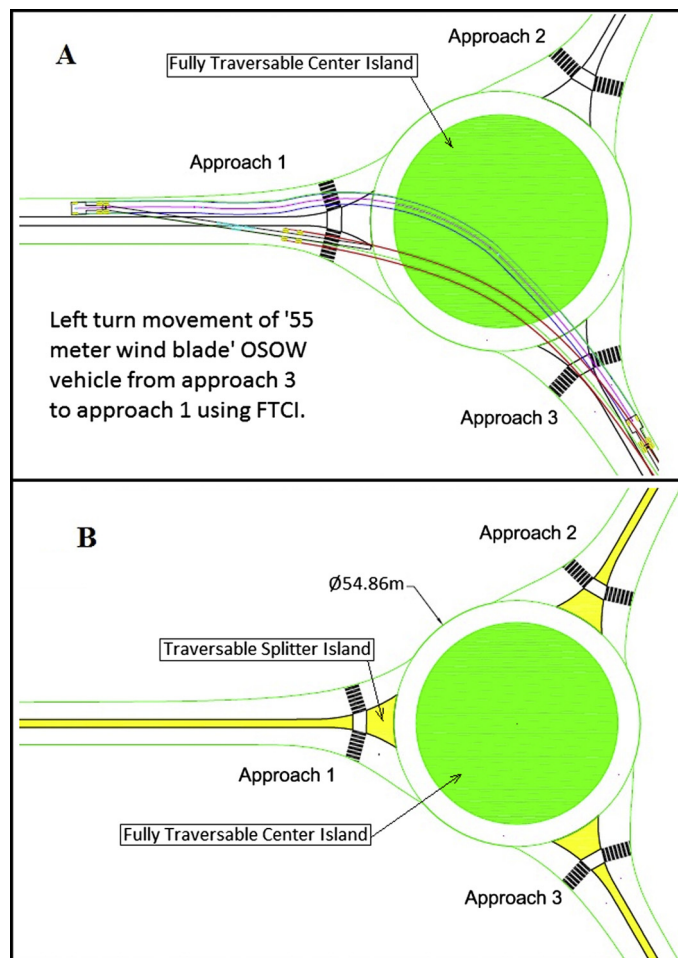 A
Approach 2
Fully Traversable Center Island
Approach 1
Left turn movement of '55
meter wind blade' OSOW
vehicle from approach 3
to approach 1 using FTCI.
Approach 3
B
Approach 2
Ø54.86m
Traversable Splitter Island
Approach 1
Fully Traversable Center Island
Approach 3